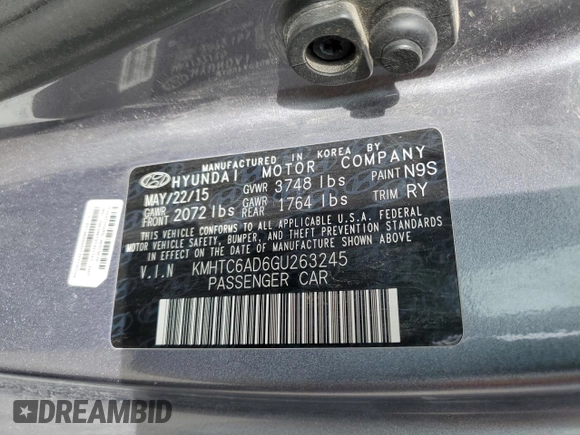 MANUFACTURED IN KOREA BY
HYUNDAI MOTOR COMPANY
MAY/22/15 GVWR 3748 lbs PAINT N9S
GAWR FRONT 2072 lbs GAWR REAR 1764 lbs TRIM RY
THIS VEHICLE CONFORMS TO ALL APPLICABLE U.S.A. FEDERAL
MOTOR VEHICLE SAFETY, BUMPER, AND THEFT PREVENTION STANDARDS
IN EFFECT ON THE DATE OF MANUFACTURE SHOWN ABOVE.
V.I.N KMHTC6AD6GU263245
PASSENGER CAR
DREAMBID